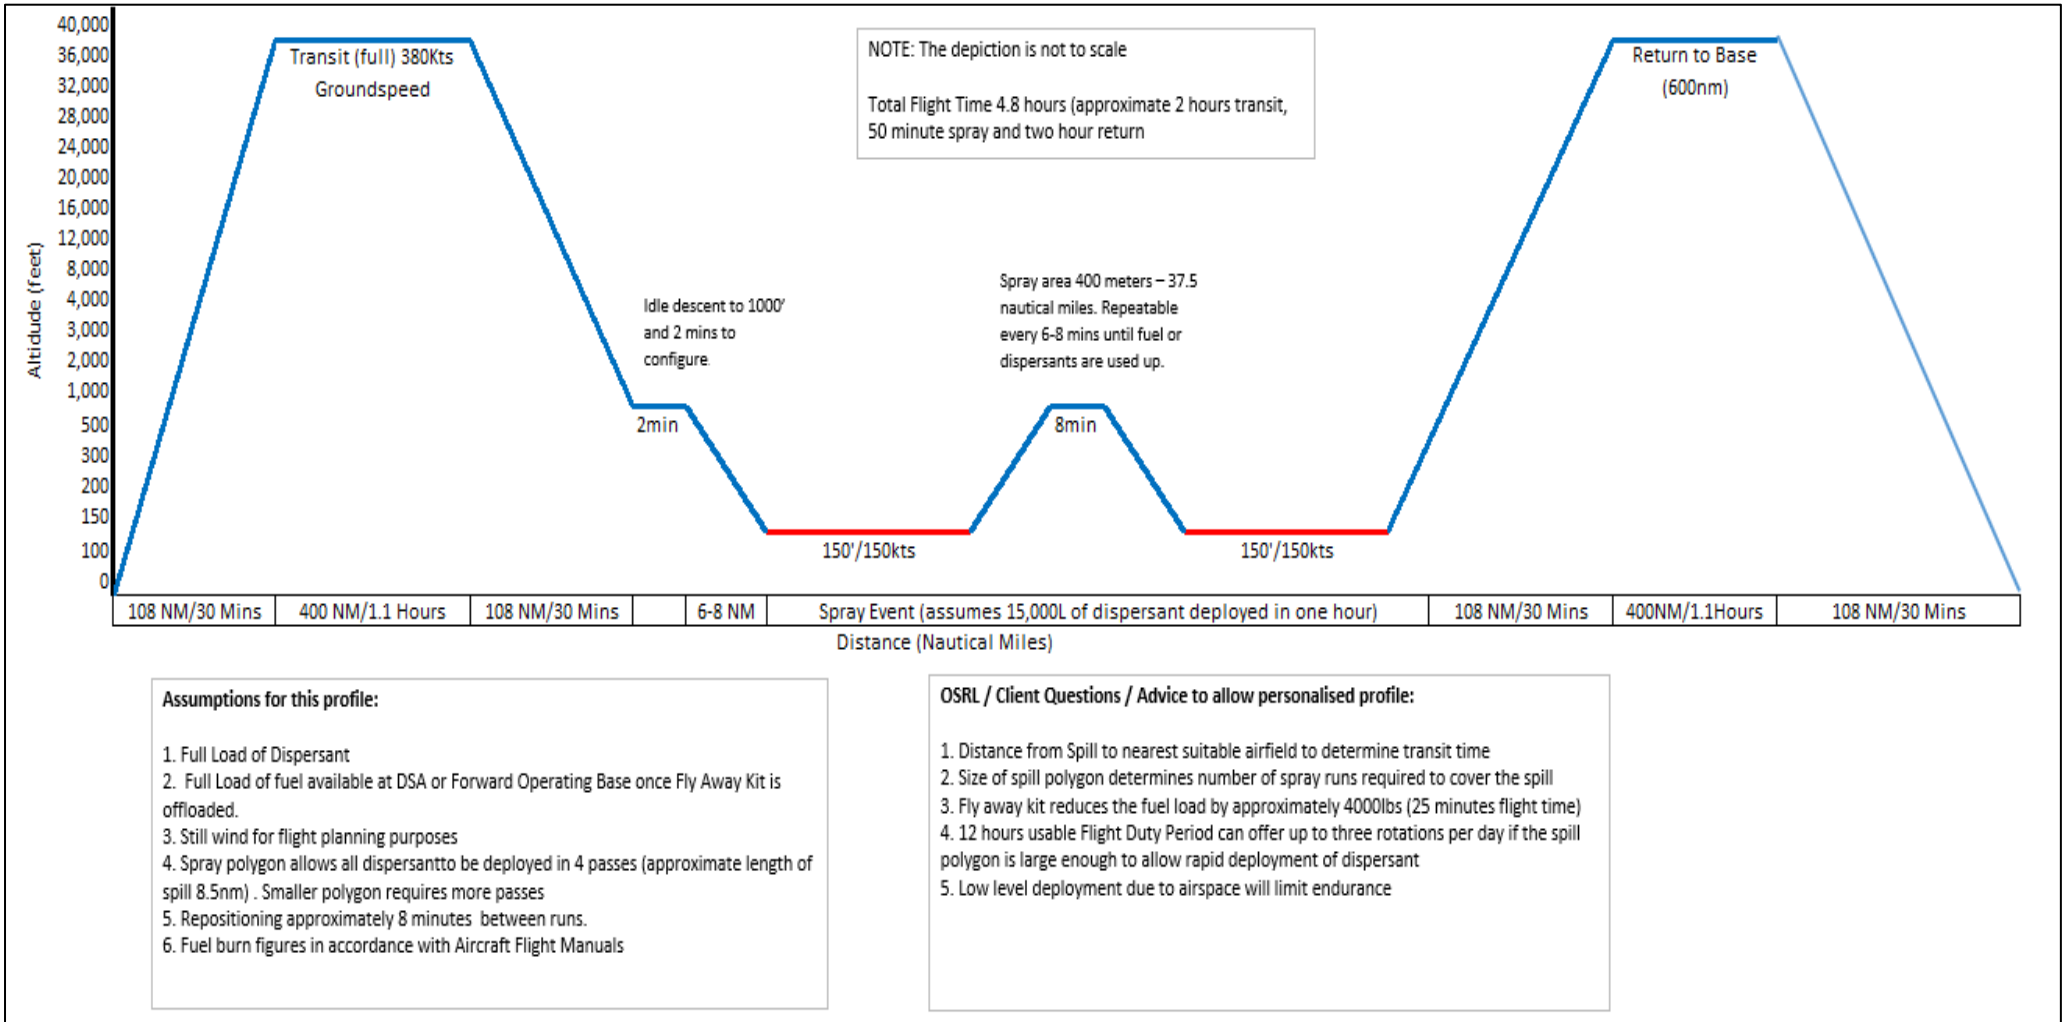 40,000
36,000
32,000
28,000
24,000
20,000
16,000
12,000
8,000
4,000
3,000
2,000
1,000
500
300
200
150
100
0
Altidude (feet)
Transit (full) 380Kts
Groundspeed
NOTE: The depiction is not to scale
Total Flight Time 4.8 hours (approximate 2 hours transit,
50 minute spray and two hour return
Return to Base
(600nm)
Idle descent to 1000'
and 2 mins to
configure.
Spray area 400 meters – 37.5
nautical miles. Repeatable
every 6-8 mins until fuel or
dispersants are used up.
2min
8min
150'/150kts
150'/150kts
108 NM/30 Mins
400 NM/1.1 Hours
108 NM/30 Mins
6-8 NM
Spray Event (assumes 15,000L of dispersant deployed in one hour)
108 NM/30 Mins
400NM/1.1Hours
108 NM/30 Mins
Distance (Nautical Miles)
Assumptions for this profile:
1. Full Load of Dispersant
2. Full Load of fuel available at DSA or Forward Operating Base once Fly Away Kit is
offloaded.
3. Still wind for flight planning purposes
4. Spray polygon allows all dispersantto be deployed in 4 passes (approximate length of
spill 8.5nm) . Smaller polygon requires more passes
5. Repositioning approximately 8 minutes between runs.
6. Fuel burn figures in accordance with Aircraft Flight Manuals
OSRL / Client Questions / Advice to allow personalised profile:
1. Distance from Spill to nearest suitable airfield to determine transit time
2. Size of spill polygon determines number of spray runs required to cover the spill
3. Fly away kit reduces the fuel load by approximately 4000lbs (25 minutes flight time)
4. 12 hours usable Flight Duty Period can offer up to three rotations per day if the spill
polygon is large enough to allow rapid deployment of dispersant
5. Low level deployment due to airspace will limit endurance